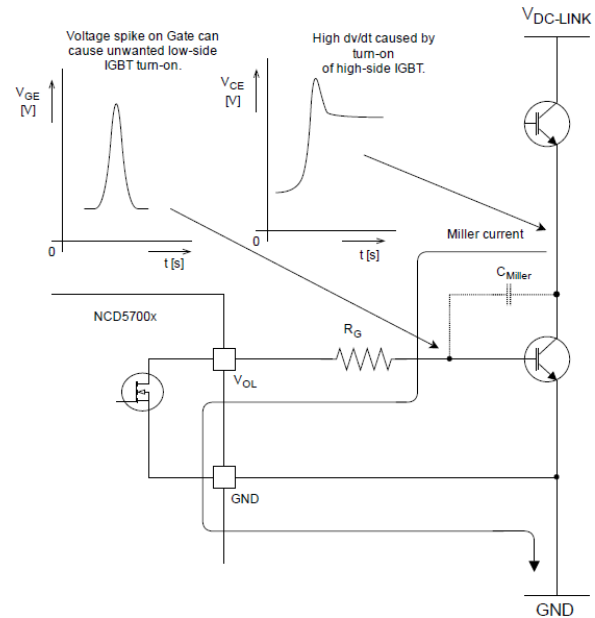 Voltage spike on Gate can
cause unwanted low-side
IGBT turn-on.
High dv/dt caused by
turn-on
of high-side IGBT.
VDC-LINK
VGE
[V]
VCE
[V]
0
t [s]
0
t [s]
Miller current
CMiller
NCD5700x
RG
VOL
GND
GND